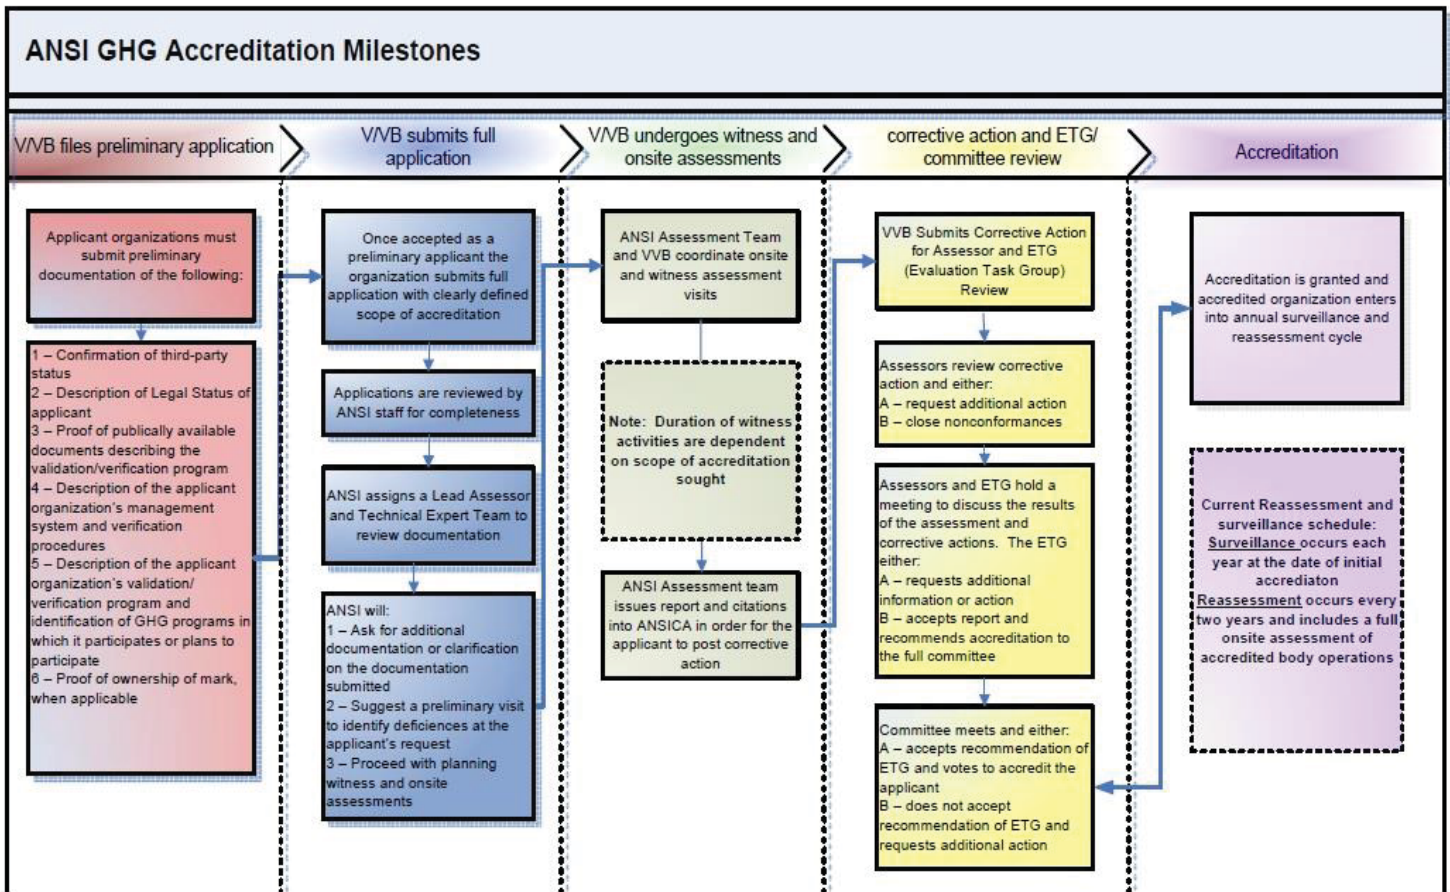 ANSI GHG Accreditation Milestones
V/VB files preliminary application
V/VB submits full
application
V/VB undergoes witness and
onsite assessments
corrective action and ETG/
committee review
Accreditation
Applicant organizations must
submit preliminary
documentation of the following:
1 – Confirmation of third-party
status
2 – Description of Legal Status of
applicant
3 – Proof of publically available
documents describing the
validation/verification program
4 – Description of the applicant
organization's management
system and verification
procedures
5 – Description of the applicant
organization's validation/
verification program and
identification of GHG programs in
which it participates or plans to
participate
6 – Proof of ownership of mark,
when applicable
Once accepted as a
preliminary applicant the
organization submits full
application with clearly defined
scope of accreditation
Applications are reviewed by
ANSI staff for completeness
ANSI assigns a Lead Assessor
and Technical Expert Team to
review documentation
ANSI will:
1 – Ask for additional
documentation or clarification
on the documentation
submitted
2 – Suggest a preliminary visit
to identify deficiences at the
applicant's request
3 – Proceed with planning
witness and onsite
assessments
ANSI Assessment Team
and VVB coordinate onsite
and witness assessment
visits
Note: Duration of witness
activities are dependent
on scope of accreditation
sought
ANSI Assessment team
issues report and citations
into ANSICA in order for the
applicant to post corrective
action
VVB Submits Corrective Action
for Assessor and ETG
(Evaluation Task Group)
Review
Assessors review corrective
action and either:
A – request additional action
B – close nonconformances
Assessors and ETG hold a
meeting to discuss the results
of the assessment and
corrective actions. The ETG
either:
A – requests additional
information or action
B – accepts report and
recommends accreditation to
the full committee
Committee meets and either:
A – accepts recommendation of
ETG and votes to accredit the
applicant
B – does not accept
recommendation of ETG and
requests additional action
Accreditation is granted and
accredited organization enters
into annual surveillance and
reassessment cycle
Current Reassessment and
surveillance schedule:
Surveillance occurs each
year at the date of initial
accrediaton
Reassessment occurs every
two years and includes a full
onsite assessment of
accredited body operations